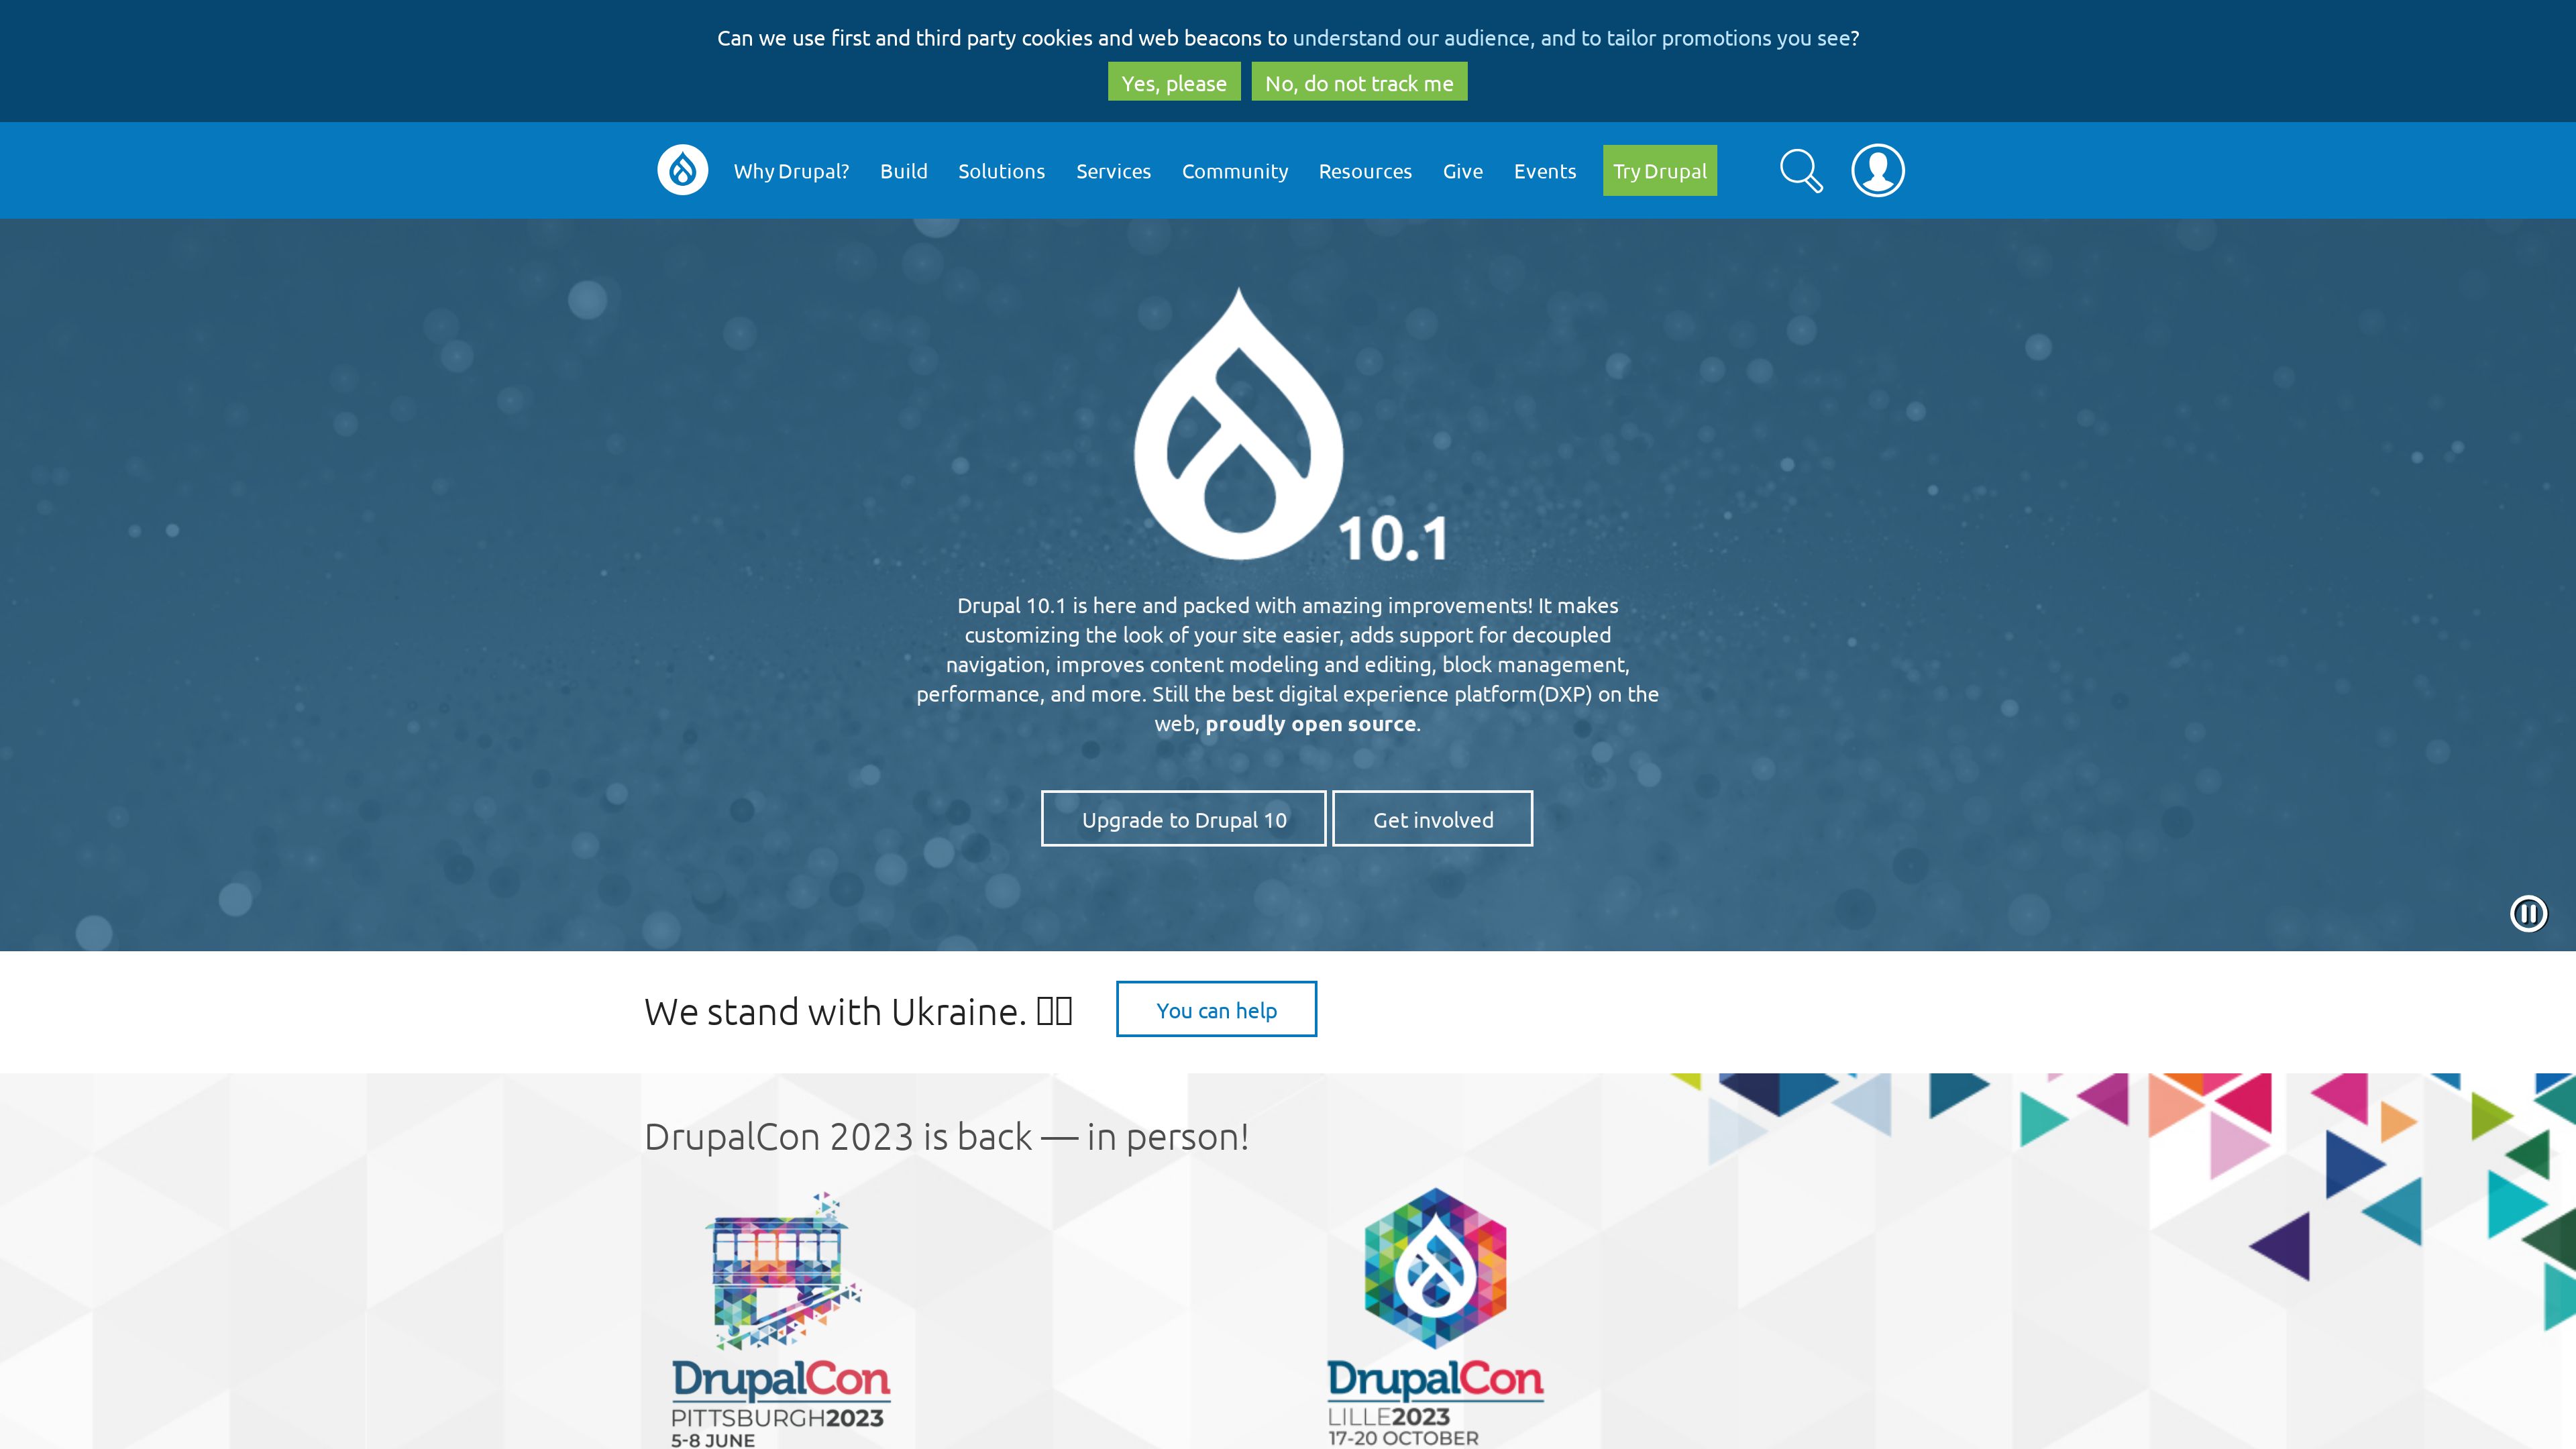 Can we use first and third party cookies and web beacons to understand our audience, and to tailor promotions you see?
Yes, please No, do not track me
Why Drupal? Build Solutions Services Community Resources Give Events Try Drupal
10.1
Drupal 10.1 is here and packed with amazing improvements! It makes
customizing the look of your site easier, adds support for decoupled
navigation, improves content modeling and editing, block management,
performance, and more. Still the best digital experience platform(DXP) on the
web, proudly open source.
Upgrade to Drupal 10 Get involved
We stand with Ukraine. You can help
DrupalCon 2023 is back — in person!
DrupalCon
PITTSBURGH2023
5-8 JUNE
DrupalCon
LILLE2023
17-20 OCTOBER